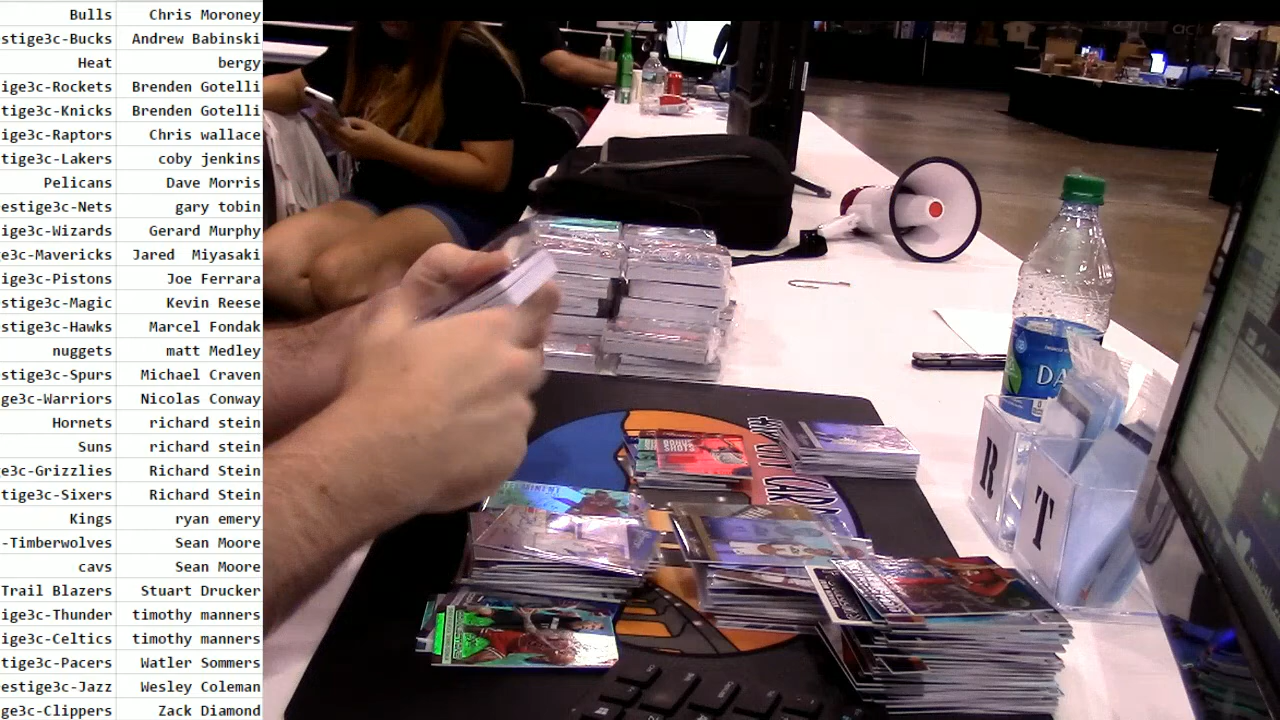 Bulls Chris Moroney
stige3c-Bucks Andrew Babinski
Heat bergy
ige3c-Rockets Brenden Gotelli
ige3c-Knicks Brenden Gotelli
ige3c-Raptors Chris wallace
tige3c-Lakers coby jenkins
Pelicans Dave Morris
estige3c-Nets gary tobin
ige3c-Wizards Gerard Murphy
e3c-Mavericks Jared Miyasaki
ige3c-Pistons Joe Ferrara
stige3c-Magic Kevin Reese
stige3c-Hawks Marcel Fondak
nuggets matt Medley
stige3c-Spurs Michael Craven
ge3c-Warriors Nicolas Conway
Hornets richard stein
Suns richard stein
e3c-Grizzlies Richard Stein
tige3c-Sixers Richard Stein
Kings ryan emery
-Timberwolves Sean Moore
cavs Sean Moore
Trail Blazers Stuart Drucker
ige3c-Thunder timothy manners
ige3c-Celtics timothy manners
tige3c-Pacers Watler Sommers
estige3c-Jazz Wesley Coleman
ge3c-Clippers Zack Diamond
DA
R
T
SHOTS